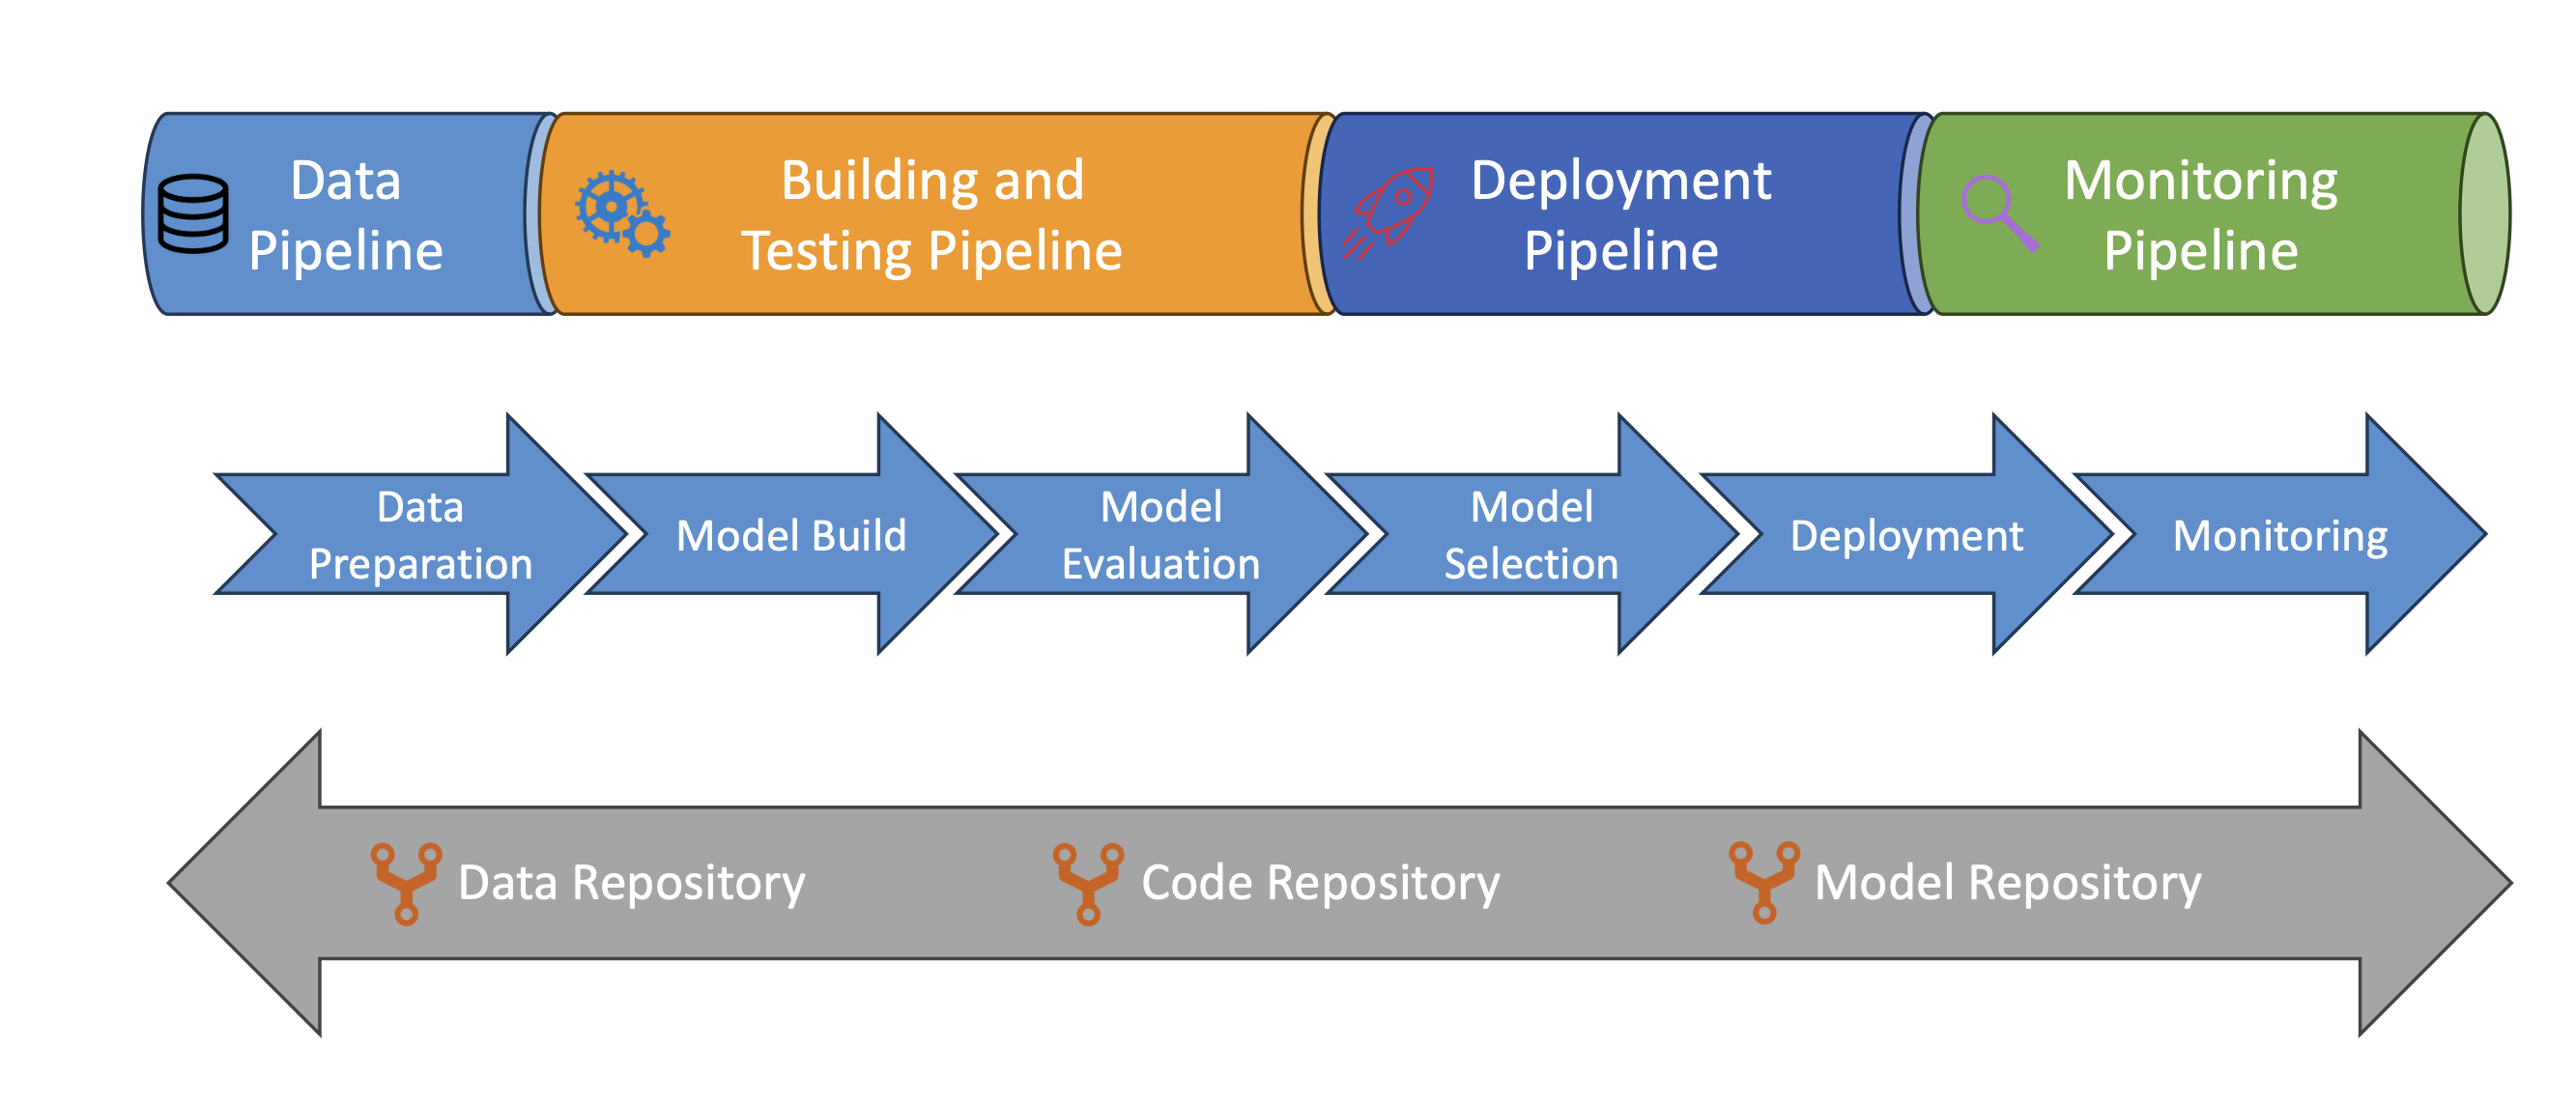 Data
Pipeline
Building and
Testing Pipeline
Deployment
Pipeline
Monitoring
Pipeline
Data
Preparation
Model Build
Model
Evaluation
Model
Selection
Deployment
Monitoring
Data Repository
Code Repository
Model Repository